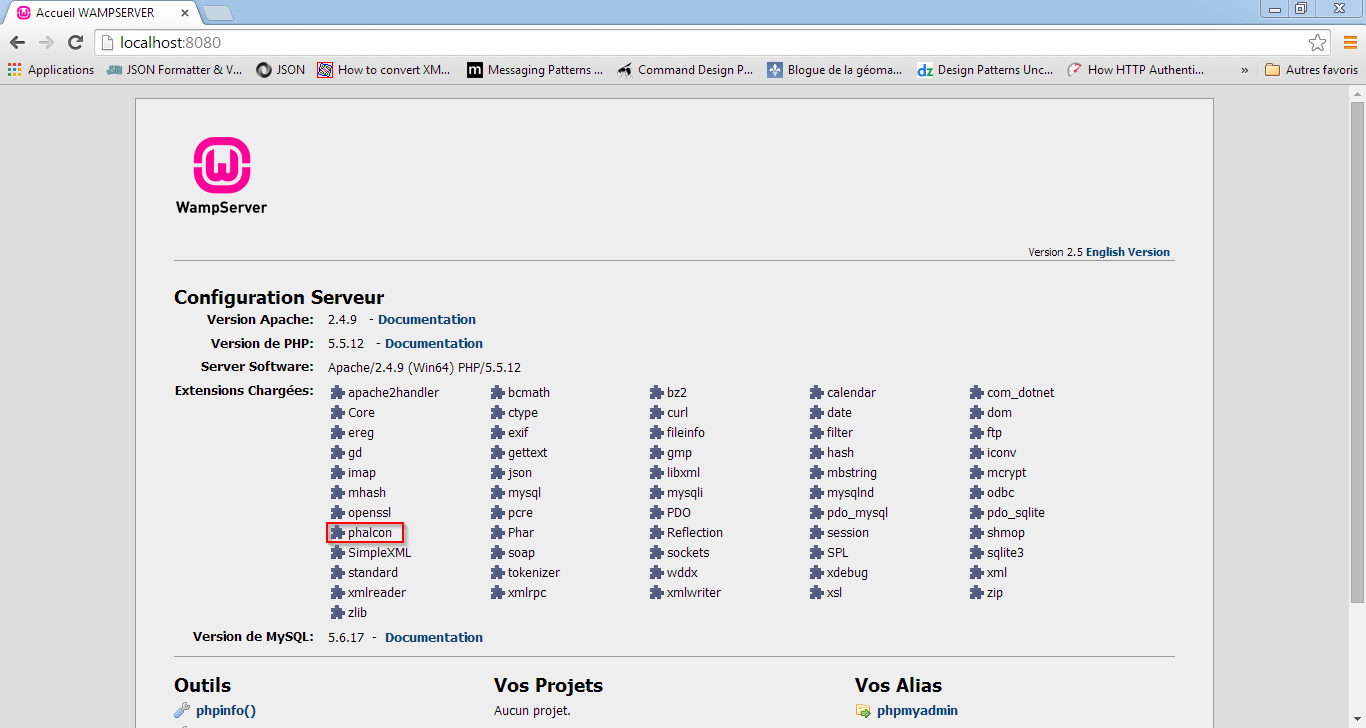 Accueil WAMPSERVER
localhost:8080
Applications JSON Formatter & V... JSON How to convert XM... Messaging Patterns ... Command Design P... Blogue de la géoma... Design Patterns Unc... How HTTP Authenti... » Autres favoris
WampServer
Version 2.5 English Version
Configuration Serveur
Version Apache: 2.4.9 - Documentation
Version de PHP: 5.5.12 - Documentation
Server Software: Apache/2.4.9 (Win64) PHP/5.5.12
Extensions Chargées: apache2handler bcmath bz2 calendar com_dotnet
Core ctype curl date dom
ereg exif fileinfo filter ftp
gd gettext gmp hash iconv
imap json libxml mbstring mcrypt
mhash mysql mysqli mysqlnd odbc
openssl pcre PDO pdo_mysql pdo_sqlite
phalcon Phar Reflection session shmop
SimpleXML soap sockets SPL sqlite3
standard tokenizer wddx xdebug xml
xmlreader xmlrpc xmlwriter xsl zip
zlib
Version de MySQL: 5.6.17 - Documentation
Outils Vos Projets Vos Alias
phpinfo() Aucun projet. phpmyadmin